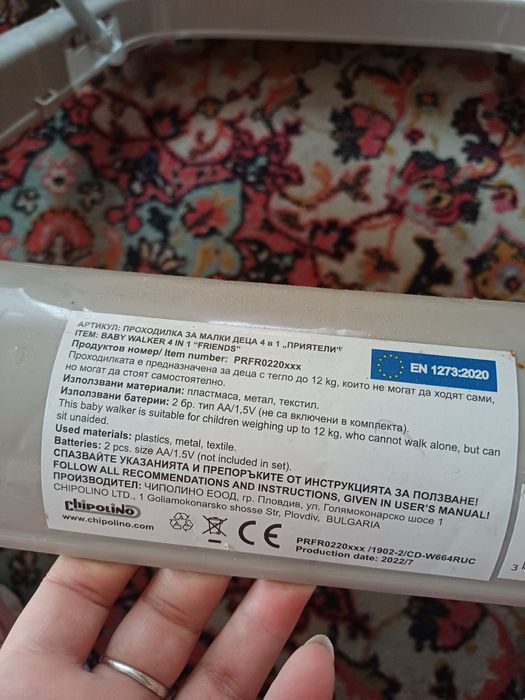 АРТИКУЛ: ПРОХОДИЛКА ЗА МАЛКИ ДЕЦА 4 в 1 „ПРИЯТЕЛИ"
ITEM: BABY WALKER 4 IN 1 "FRIENDS"
Продуктов номер/ Item number: PRFR0220xxx
EN 1273:2020
Проходилката е предназначена за деца с тегло до 12 kg, които не могат да ходят сами,
но могат да стоят самостоятелно.
Използвани материали: пластмаса, метал, текстил.
Използвани батерии: 2 бр. тип АА/1,5V (не са включени в комплекта).
This baby walker is suitable for children weighing up to 12 kg, who cannot walk alone, but can
sit unaided.
Used materials: plastics, metal, textile.
Batteries: 2 pcs. size AA/1.5V (not included in set).
СПАЗВАЙТЕ УКАЗАНИЯТА И ПРЕПОРЪКИТЕ ОТ ИНСТРУКЦИЯТА ЗА ПОЛЗВАНЕ!
FOLLOW ALL RECOMMENDATIONS AND INSTRUCTIONS, GIVEN IN USER'S MANUAL!
ПРОИЗВОДИТЕЛ: ЧИПОЛИНО ЕООД, гр. Пловдив, ул. Голямоконарско шосе 1
CHIPOLINO LTD., 1 Goliamokonarsko shosse Str, Plovdiv, BULGARIA
chipolino
www.chipolino.com
CE
PRFR0220xxx /1902-2/CD-W664RUC
Production date: 2022/7